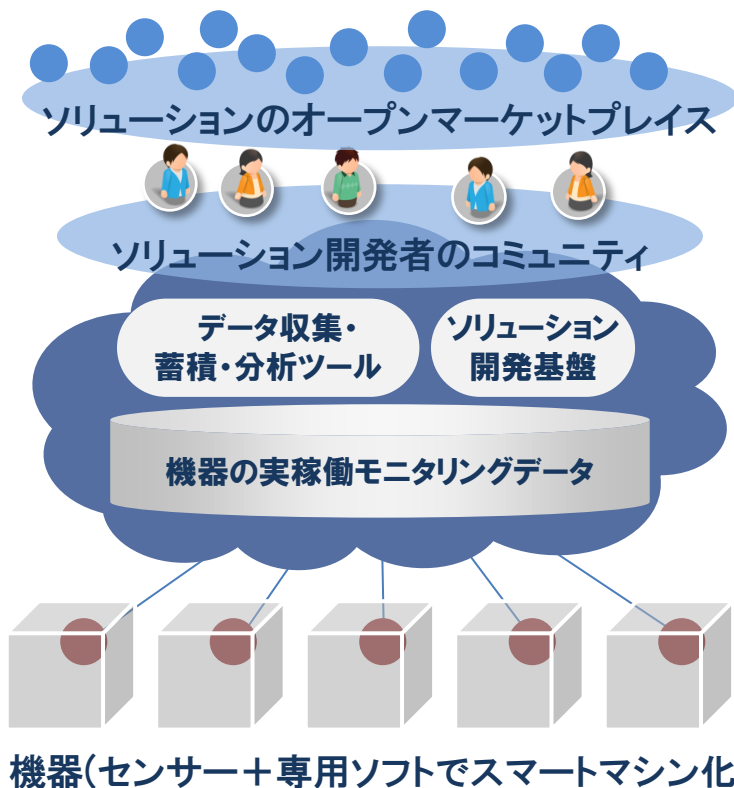 ソリューションのオープンマーケットプレイス
ソリューション開発者のコミュニティ
データ収集・
蓄積・分析ツール
ソリューション
開発基盤
機器の実稼働モニタリングデータ
機器(センサー＋専用ソフトでスマートマシン化